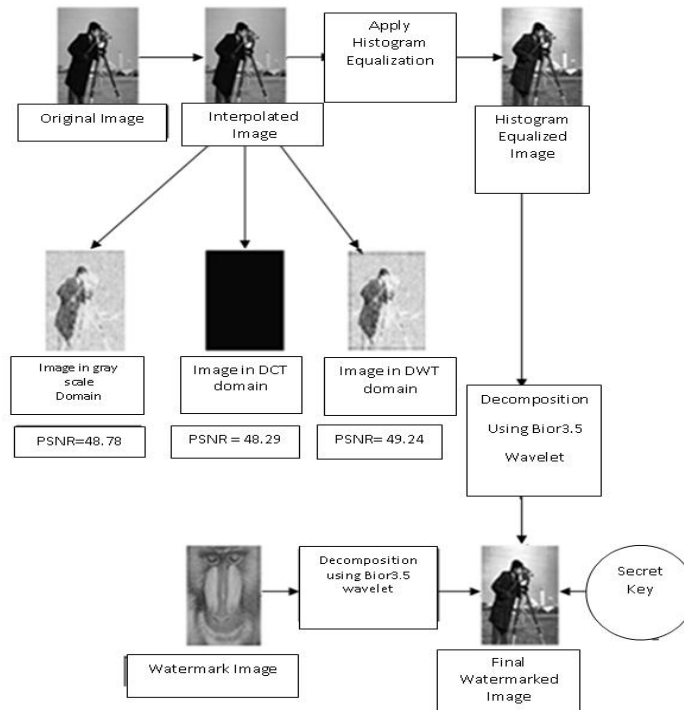 Apply
Histogram
Equalization
Original Image
Interpolated
Image
Histogram
Equalized
Image
Image in gray
scale
Domain
Image in DCT
domain
Image in DWT
domain
PSNR=48.78
PSNR = 48.29
PSNR= 49.24
Decomposition
Using Bior3.5
Wavelet
Decomposition
using Bior3.5
wavelet
Secret
Key
Watermark Image
Final
Watermarked
Image